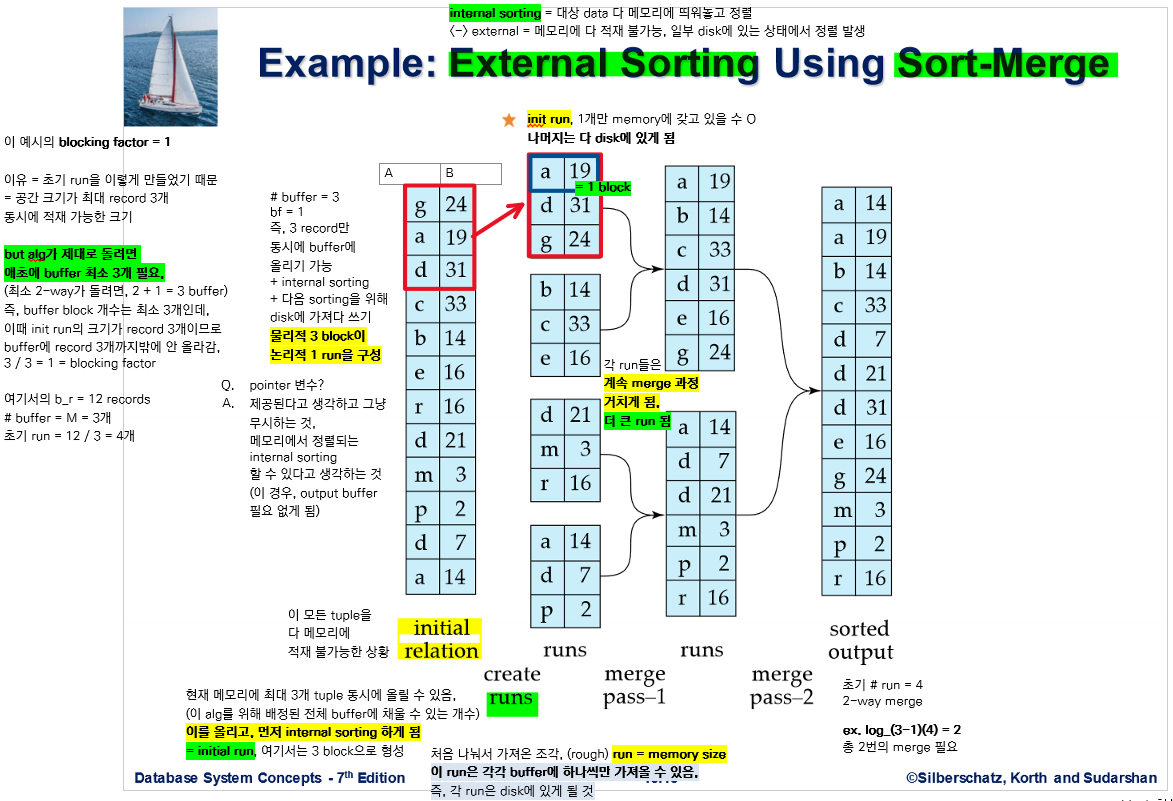 internal sorting = 대상 data 다 메모리에 띄워놓고 정렬
<-> external = 메모리에 다 적재 불가능, 일부 disk에 있는 상태에서 정렬 발생
Example: External Sorting Using Sort-Merge
init run, 1개만 memory에 갖고 있을 수 O
나머지는 다 disk에 있게 됨
이 예시의 blocking factor = 1
이유 = 초기 run을 이렇게 만들었기 때문
= 공간 크기가 최대 record 3개
동시에 적재 가능한 크기
but alg가 제대로 돌려면
애초에 buffer 최소 3개 필요.
(최소 2-way가 돌려면, 2 + 1 = 3 buffer)
즉, buffer block 개수는 최소 3개인데,
이때 init run의 크기가 record 3개이므로
buffer에 record 3개까지밖에 안 올라감,
3 / 3 = 1 = blocking factor
여기서의 b_r = 12 records
# buffer = M = 3개
초기 run = 12 / 3 = 4개
# buffer = 3
bf = 1
즉, 3 record만
동시에 buffer에
올리기 가능
+ internal sorting
+ 다음 sorting을 위해
disk에 가져다 쓰기
물리적 3 block이
논리적 1 run을 구성
Q. pointer 변수?
A. 제공된다고 생각하고 그냥
무시하는 것,
메모리에서 정렬되는
internal sorting
할 수 있다고 생각하는 것
(이 경우, output buffer
필요 없게 됨)
이 모든 tuple을
다 메모리에
적재 불가능한 상황
A B
g 24
a 19
d 31
c 33
b 14
e 16
r 16
d 21
m 3
p 2
d 7
a 14
initial
relation
a 19
= 1 block
d 31
g 24
b 14
c 33
e 16
d 21
m 3
r 16
a 14
d 7
p 2
runs
create
runs
각 run들은
계속 merge 과정
거치게 됨.
더 큰 run 됨
a 19
b 14
c 33
d 31
e 16
g 24
a 14
d 7
d 21
m 3
p 2
r 16
runs
merge
pass–1
merge
pass–2
a 14
a 19
b 14
c 33
d 7
d 21
d 31
e 16
g 24
m 3
p 2
r 16
sorted
output
초기 # run = 4
2-way merge
ex. log_(3-1)(4) = 2
총 2번의 merge 필요
현재 메모리에 최대 3개 tuple 동시에 올릴 수 있음,
(이 alg를 위해 배정된 전체 buffer에 채울 수 있는 개수)
이를 올리고, 먼저 internal sorting 하게 됨
= initial run, 여기서는 3 block으로 형성
처음 나눠서 가져온 조각, (rough) run = memory size
이 run은 각각 buffer에 하나씩만 가져올 수 있음.
즉, 각 run은 disk에 있게 될 것
Database System Concepts - 7th Edition
©Silberschatz, Korth and Sudarshan